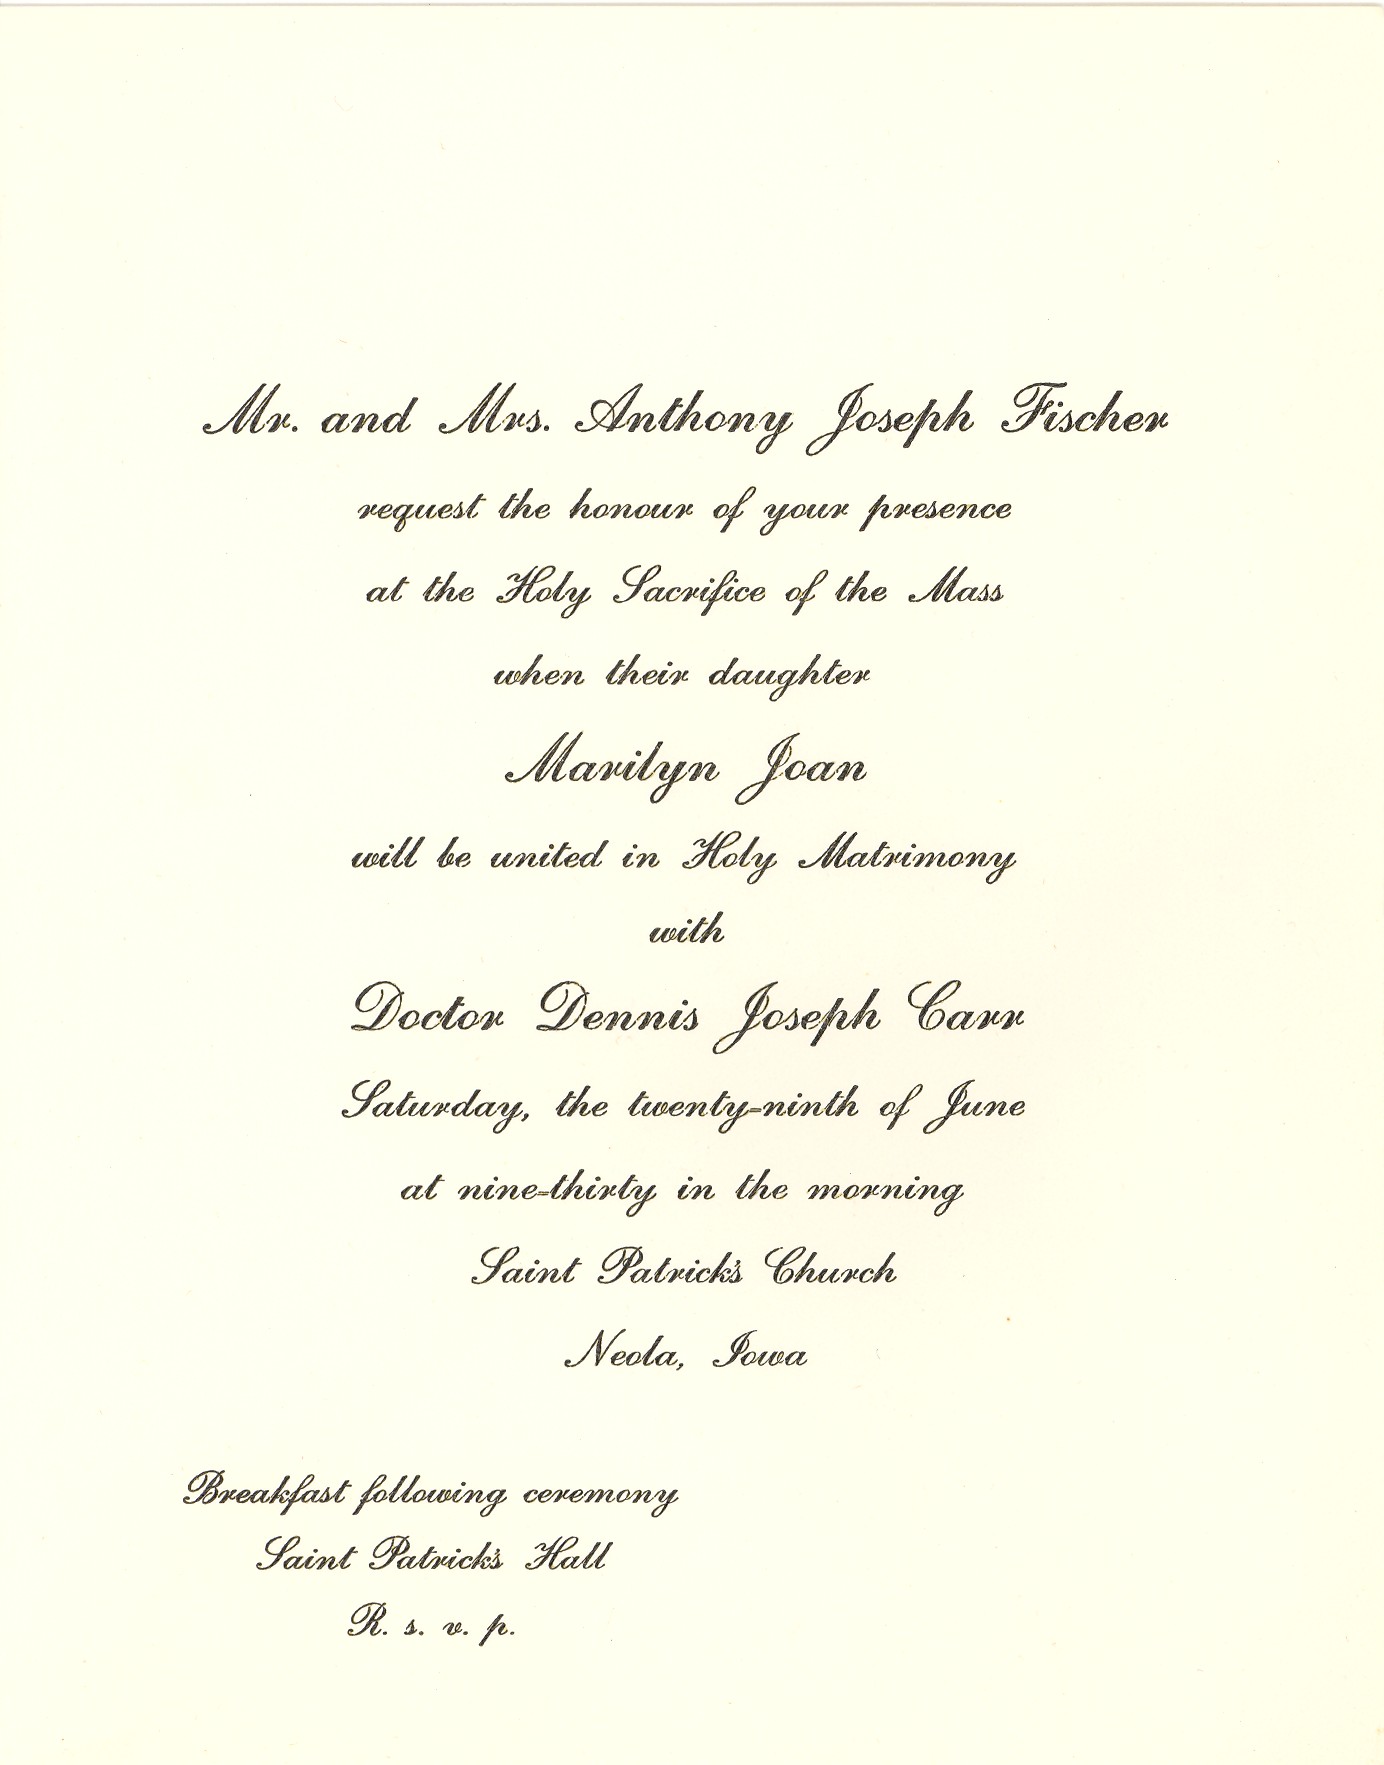 Mr. and Mrs. Anthony Joseph Fischer
request the honour of your presence
at the Holy Sacrifice of the Mass
when their daughter
Marilyn Joan
will be united in Holy Matrimony
with
Doctor Dennis Joseph Carr
Saturday, the twenty-ninth of June
at nine-thirty in the morning
Saint Patrick's Church
Neola, Iowa
Breakfast following ceremony
Saint Patrick's Hall
R. s. v. p.